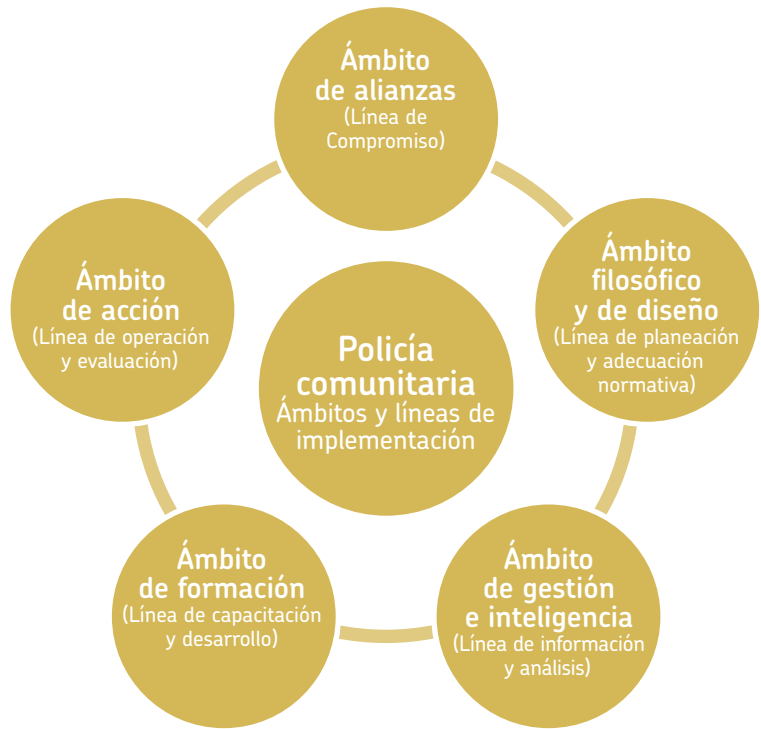 Ámbito
de alianzas
(Línea de
Compromiso)
Ámbito
filosófico
y de diseño
(Línea de planeación
y adecuación
normativa)
Ámbito
de acción
(Línea de operación
y evaluación)
Policía
comunitaria
Ámbitos y líneas de
implementación
Ámbito
de formación
(Línea de capacitación
y desarrollo)
Ámbito
de gestión
e inteligencia
(Línea de información
y análisis)